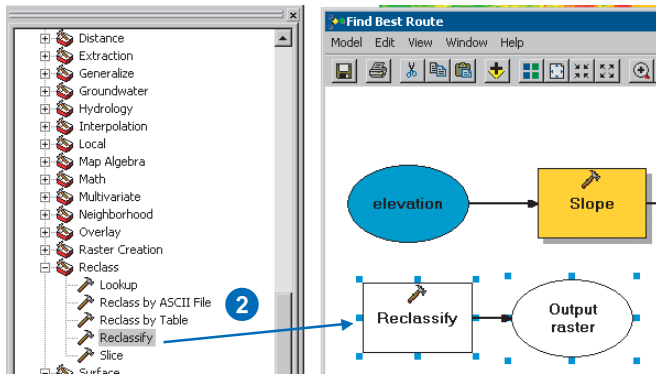 Distance
Extraction
Generalize
Groundwater
Hydrology
Interpolation
Local
Map Algebra
Math
Multivariate
Neighborhood
Overlay
Raster Creation
Reclass
Lookup
Reclass by ASCII File
Reclass by Table
Reclassify
Slice
Surface
2
Find Best Route
Model Edit View Window Help
elevation
Slope
Reclassify
Output
raster